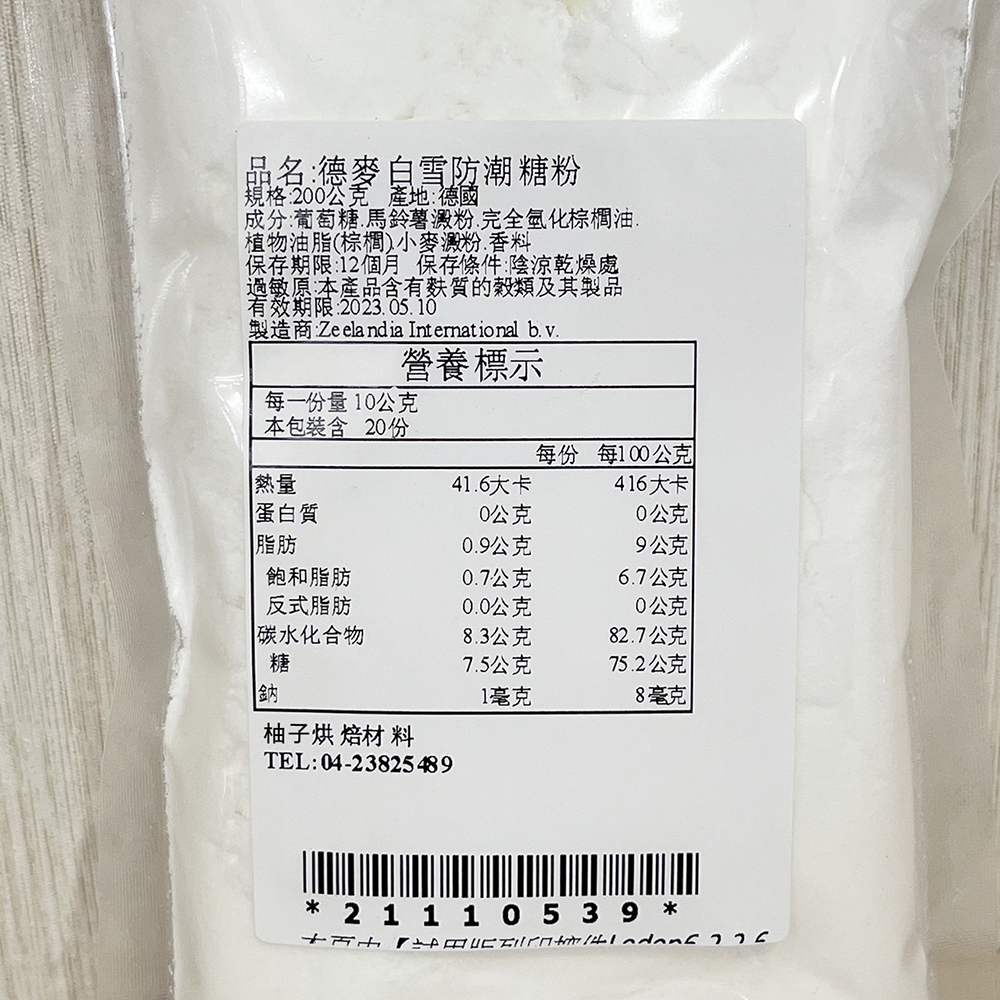 品名:德麥 白雪防潮糖粉
規格:200公克 產地:德國
成分:葡萄糖.馬鈴薯澱粉.完全氫化棕櫚油.
植物油脂(棕櫚).小麥澱粉.香料
保存期限:12個月 保存條件:陰涼乾燥處
過敏原:本產品含有麩質的穀類及其製品
有效期限:2023.05.10
製造商:Zeelandia International b.v.
營養標示
每一份量 10公克
本包裝含 20份
每份 每100公克
熱量 41.6大卡 416大卡
蛋白質 0公克 0公克
脂肪 0.9公克 9公克
飽和脂肪 0.7公克 6.7公克
反式脂肪 0.0公克 0公克
碳水化合物 8.3公克 82.7公克
糖 7.5公克 75.2公克
鈉 1毫克 8毫克
柚子烘焙材料
TEL:04-23825489
*21110539*